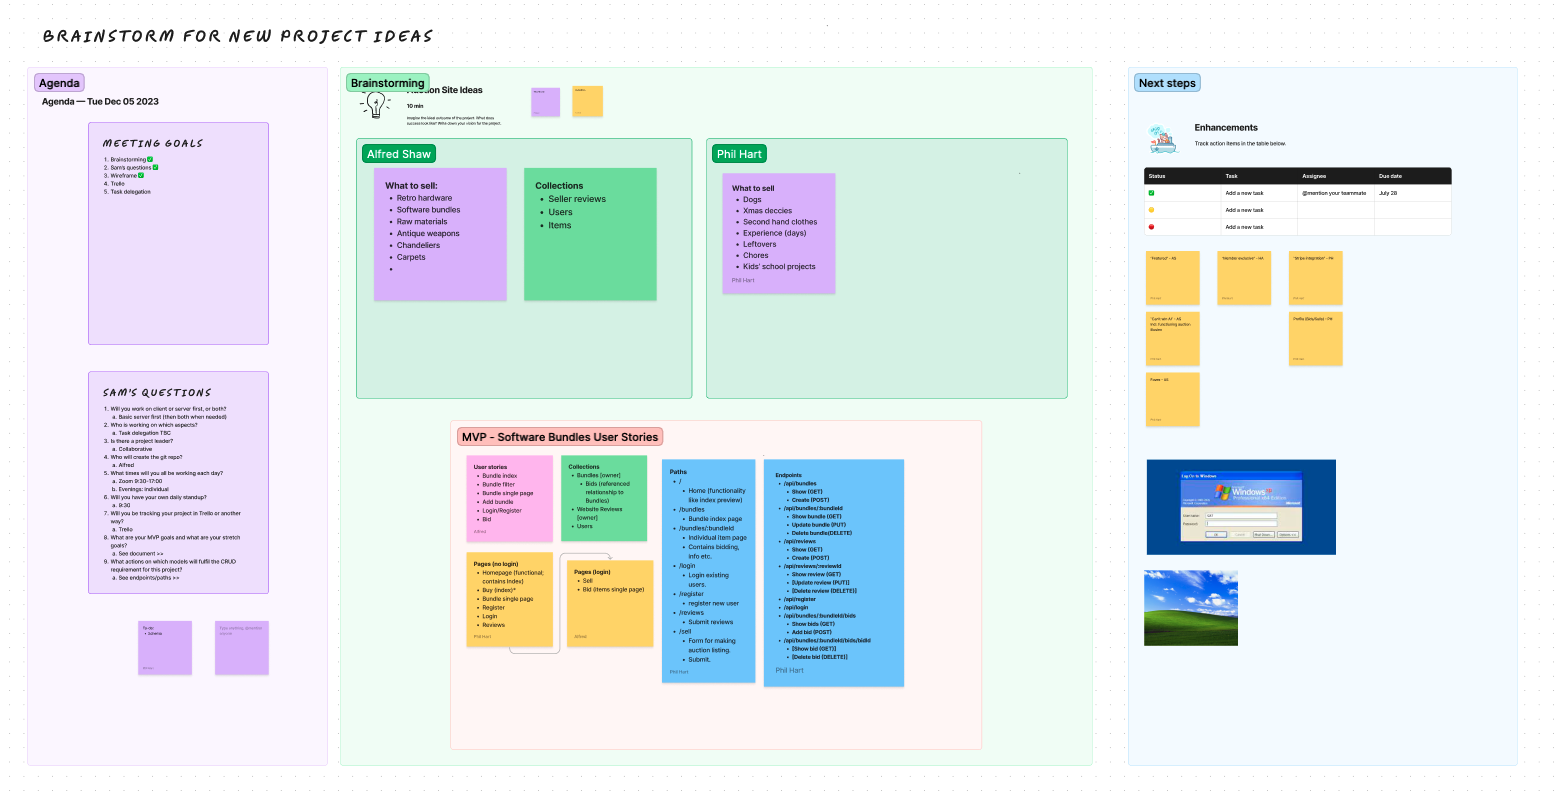 BRAINSTORM FOR NEW PROJECT IDEAS
Agenda
Agenda — Tue Dec 05 2023
MEETING GOALS
1. Brainstorming ✅
2. Sam's questions ✅
3. Wireframe ✅
4. Trello
5. Task delegation
SAM'S QUESTIONS
1. Will you work on client or server first, or both?
a. Basic server first (then both when needed)
2. Who is working on which aspects?
a. Task delegation TBC
3. Is there a project leader?
a. Collaborative
4. Who will create the git repo?
a. Alfred
5. What times will you all be working each day?
a. Zoom 9:30-17:00
b. Evenings: individual
6. Will you have your own daily standup?
a. 9:30
7. Will you be tracking your project in Trello or another
way?
a. Trello
8. What are your MVP goals and what are your stretch
goals?
a. See document >>
9. What actions on which models will fulfil the CRUD
requirement for this project?
a. See endpoints/paths >>
To-do:
• Schema
Phil Hart
Brainstorming
Site Ideas
10 min
Imagine the ideal outcome of the project. What does
success look like? Write down your vision for the project.
Alfred Shaw
What to sell:
• Retro hardware
• Software bundles
• Raw materials
• Antique weapons
• Chandeliers
• Carpets
•
Collections
• Seller reviews
• Users
• Items
Phil Hart
What to sell
• Dogs
• Xmas deccies
• Second hand clothes
• Experience (days)
• Leftovers
• Chores
• Kids' school projects
Phil Hart
MVP - Software Bundles User Stories
User stories
• Bundle index
• Bundle filter
• Bundle single page
• Add bundle
• Login/Register
• Bid
Alfred
Collections
• Bundles [owner]
• Bids (referenced
relationship to
Bundles)
• Website Reviews
[owner]
• Users
Pages (no login)
• Homepage (functional;
contains Index)
• Buy (index)*
• Bundle single page
• Register
• Login
• Reviews
Phil Hart
Pages (login)
• Sell
• Bid (items single page)
Alfred
Paths
• /
• Home (functionality
like index preview)
• /bundles
• Bundle index page
• /bundles/:bundleId
• Individual item page
• Contains bidding,
info etc.
• /login
• Login existing
users.
• /register
• register new user
• /reviews
• Submit reviews
• /sell
• Form for making
auction listing.
• Submit.
Phil Hart
Endpoints
• /api/bundles
• Show (GET)
• Create (POST)
• /api/bundles/:bundleId
• Show bundle (GET)
• Update bundle (PUT)
• Delete bundle(DELETE)
• /api/reviews
• Show (GET)
• Create (POST)
• /api/reviews/:reviewId
• Show review (GET)
• [Update review (PUT)]
• [Delete review (DELETE)]
• /api/register
• /api/login
• /api/bundles/:bundleId/bids
• Show bids (GET)
• Add bid (POST)
• /api/bundles/:bundleId/bids/bidId
• [Show bid (GET)]
• [Delete bid (DELETE)]
Phil Hart
Next steps
Enhancements
Track action items in the table below.
Status Task Assignee Due date
✅ Add a new task @mention your teammate July 28
🟡 Add a new task
🔴 Add a new task
"Featured" - AS
Phil Hart
"Member exclusive" - HA
"Stripe integration" - PH
Phil Hart
"Can't win AI" - AS
incl: functioning auction
Phil Hart
Profile (bids/sells) - PH
Phil Hart
Footer - AS
Phil Hart
Log On to Windows
Windows
Professional
Password:
OK